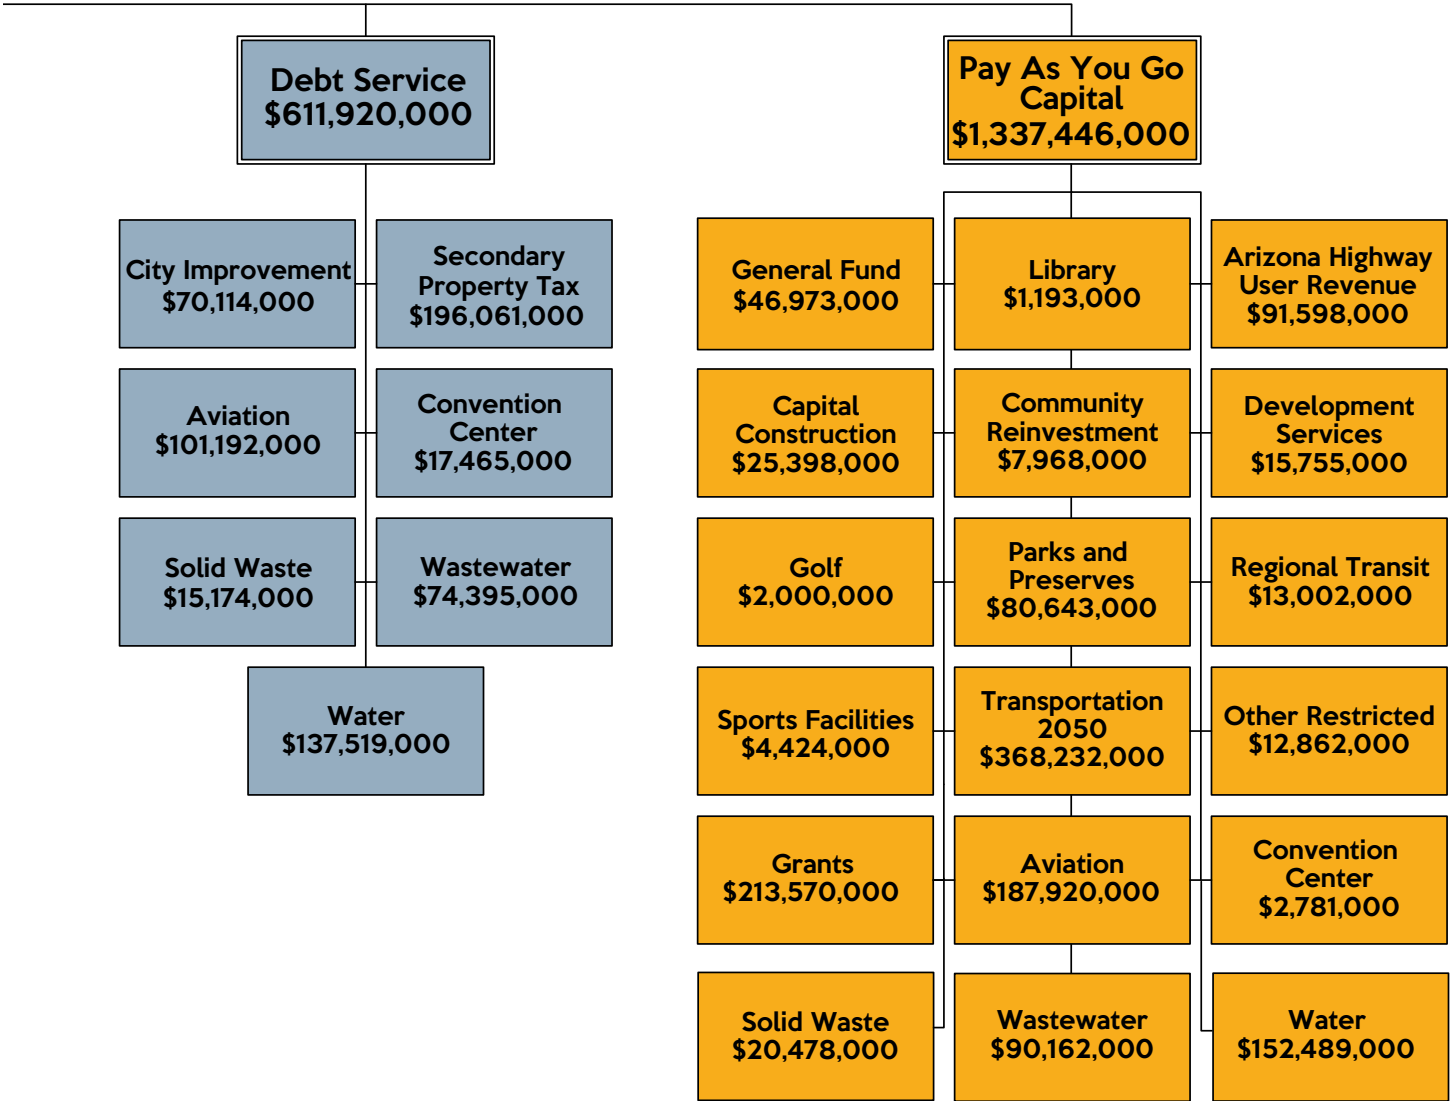 Debt Service
$611,920,000
Pay As You Go
Capital
$1,337,446,000
City Improvement
$70,114,000
Secondary
Property Tax
$196,061,000
Aviation
$101,192,000
Convention
Center
$17,465,000
Solid Waste
$15,174,000
Wastewater
$74,395,000
Water
$137,519,000
General Fund
$46,973,000
Library
$1,193,000
Arizona Highway
User Revenue
$91,598,000
Capital
Construction
$25,398,000
Community
Reinvestment
$7,968,000
Development
Services
$15,755,000
Golf
$2,000,000
Parks and
Preserves
$80,643,000
Regional Transit
$13,002,000
Sports Facilities
$4,424,000
Transportation
2050
$368,232,000
Other Restricted
$12,862,000
Grants
$213,570,000
Aviation
$187,920,000
Convention
Center
$2,781,000
Solid Waste
$20,478,000
Wastewater
$90,162,000
Water
$152,489,000